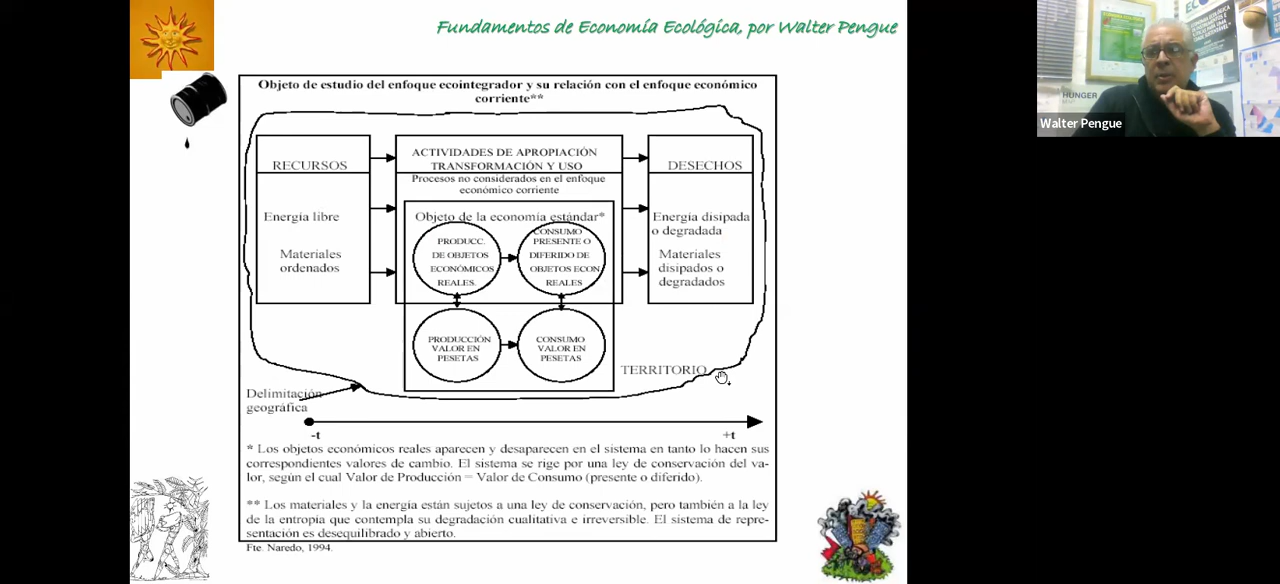 Fundamentos de Economía Ecológica, por Walter Pengue
Objeto de estudio del enfoque ecointegrador y su relación con el enfoque económico
corriente**
RECURSOS
Energía libre
Materiales
ordenados
ACTIVIDADES DE APROPIACIÓN
TRANSFORMACIÓN Y USO
Procesos no considerados en el enfoque
económico corriente
Objeto de la economía estándar*
PRODUCC.
DE OBJETOS
ECONÓMICOS
REALES.
CONSUMO
PRESENTE O
DIFERIDO DE
OBJETOS ECON
REALES
PRODUCCIÓN
VALOR EN
PESETAS
CONSUMO
VALOR EN
PESETAS
DESECHOS
Energía disipada
o degradada
Materiales
disipados o
degradados
TERRITORIO
Delimitación
geográfica
-t
+t
* Los objetos económicos reales aparecen y desaparecen en el sistema en tanto lo hacen sus
correspondientes valores de cambio. El sistema se rige por una ley de conservación del va-
lor, según el cual Valor de Producción = Valor de Consumo (presente o diferido).
** Los materiales y la energía están sujetos a una ley de conservación, pero también a la ley
de la entropía que contempla su degradación cualitativa e irreversible. El sistema de repre-
sentación es desequilibrado y abierto.
Fte. Naredo, 1994.
HUNGER
Walter Pengue